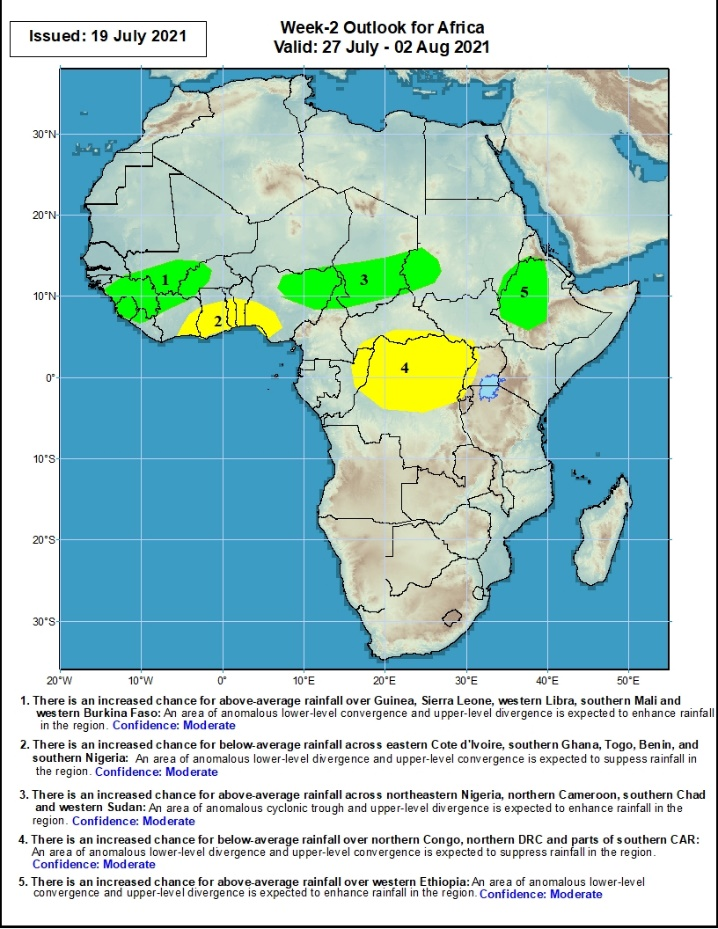 Issued: 19 July 2021
Week-2 Outlook for Africa
Valid: 27 July - 02 Aug 2021
30°N
20°N
10°N
0°
10°S
20°S
30°S
1
2
3
4
5
20°W 10°W 0° 10°E 20°E 30°E 40°E 50°E
1. There is an increased chance for above-average rainfall over Guinea, Sierra Leone, western Libra, southern Mali and
western Burkina Faso: An area of anomalous lower-level convergence and upper-level divergence is expected to enhance rainfall
in the region. Confidence: Moderate
2. There is an increased chance for below-average rainfall across eastern Cote d'Ivoire, southern Ghana, Togo, Benin, and
southern Nigeria: An area of anomalous lower-level divergence and upper-level convergence is expected to suppess rainfall in
the region. Confidence: Moderate
3. There is an increased chance for above-average rainfall across northeastern Nigeria, northern Cameroon, southern Chad
and western Sudan: An area of anomalous cyclonic trough and upper-level divergence is expected to enhance rainfall in the
region. Confidence: Moderate
4. There is an increased chance for below-average rainfall over northern Congo, northern DRC and parts of southern CAR:
An area of anomalous lower-level divergence and upper-level convergence is expected to suppress rainfall in the region.
Confidence: Moderate
5. There is an increased chance for above-average rainfall over western Ethiopia: An area of anomalous lower-level
convergence and upper-level divergence is expected to enhance rainfall in the region. Confidence: Moderate